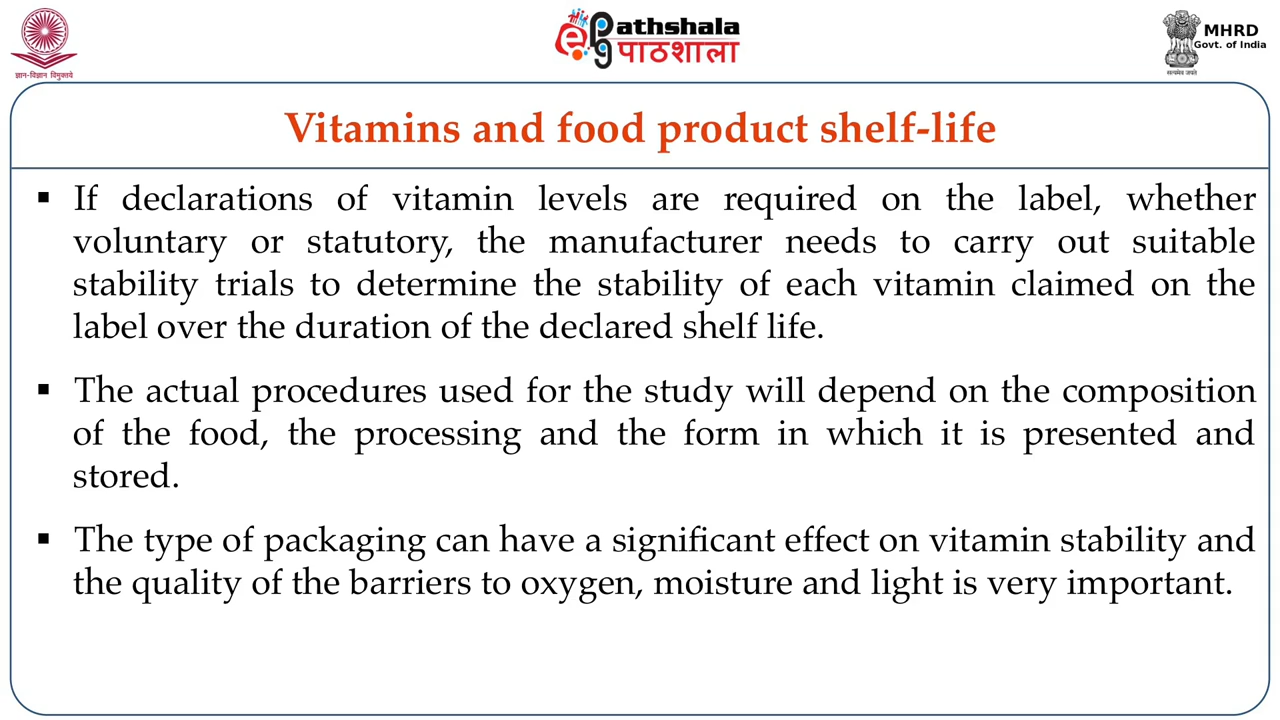 ज्ञान-विज्ञान विमुक्तये
ePathshala
पाठशाला
सत्यमेव जयते
MHRD
Govt. of India
Vitamins and food product shelf-life
▪ If declarations of vitamin levels are required on the label, whether
voluntary or statutory, the manufacturer needs to carry out suitable
stability trials to determine the stability of each vitamin claimed on the
label over the duration of the declared shelf life.
▪ The actual procedures used for the study will depend on the composition
of the food, the processing and the form in which it is presented and
stored.
▪ The type of packaging can have a significant effect on vitamin stability and
the quality of the barriers to oxygen, moisture and light is very important.